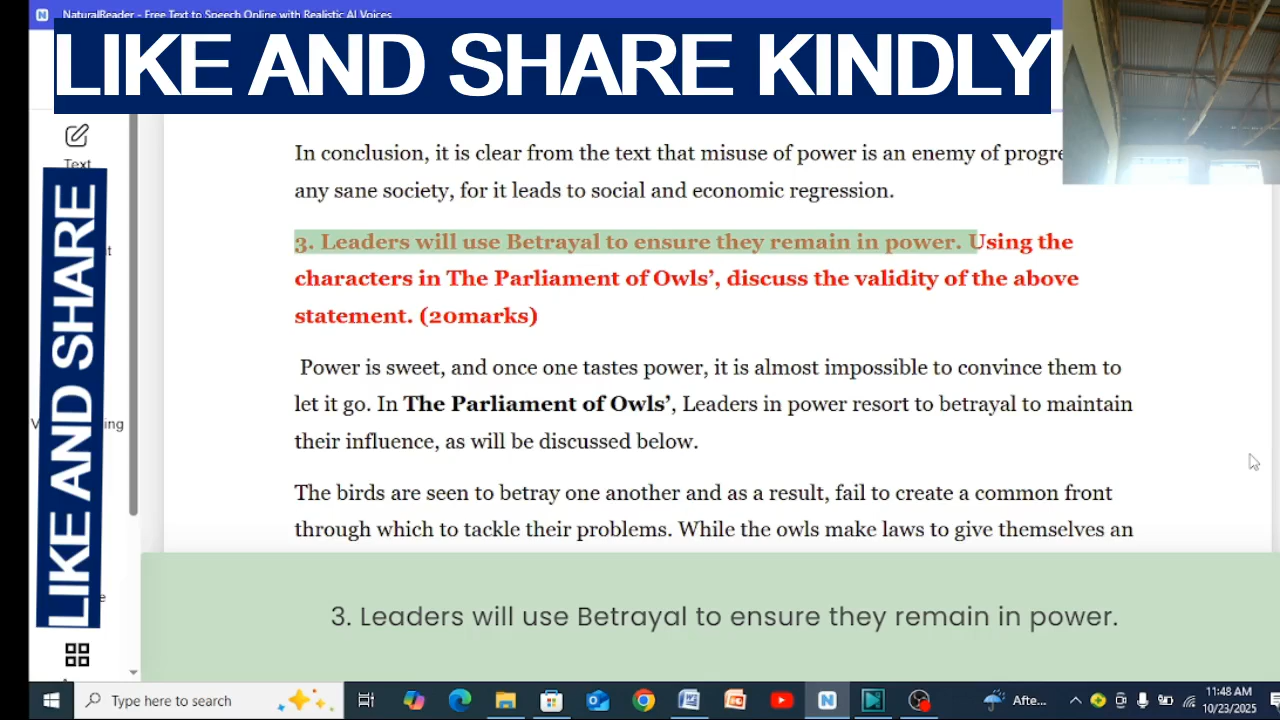 NaturalReader - Free Text to Speech Online with Realistic AI Voices
LIKE AND SHARE KINDLY
Text
LIKE AND SHARE
In conclusion, it is clear from the text that misuse of power is an enemy of
any sane society, for it leads to social and economic regression.
3. Leaders will use Betrayal to ensure they remain in power. Using the
characters in The Parliament of Owls’, discuss the validity of the above
statement. (20marks)
Power is sweet, and once one tastes power, it is almost impossible to convince them to
let it go. In The Parliament of Owls’, Leaders in power resort to betrayal to maintain
their influence, as will be discussed below.
The birds are seen to betray one another and as a result, fail to create a common front
through which to tackle their problems. While the owls make laws to give themselves an
3. Leaders will use Betrayal to ensure they remain in power.
Type here to search
Afte...
11:48 AM
10/23/2025